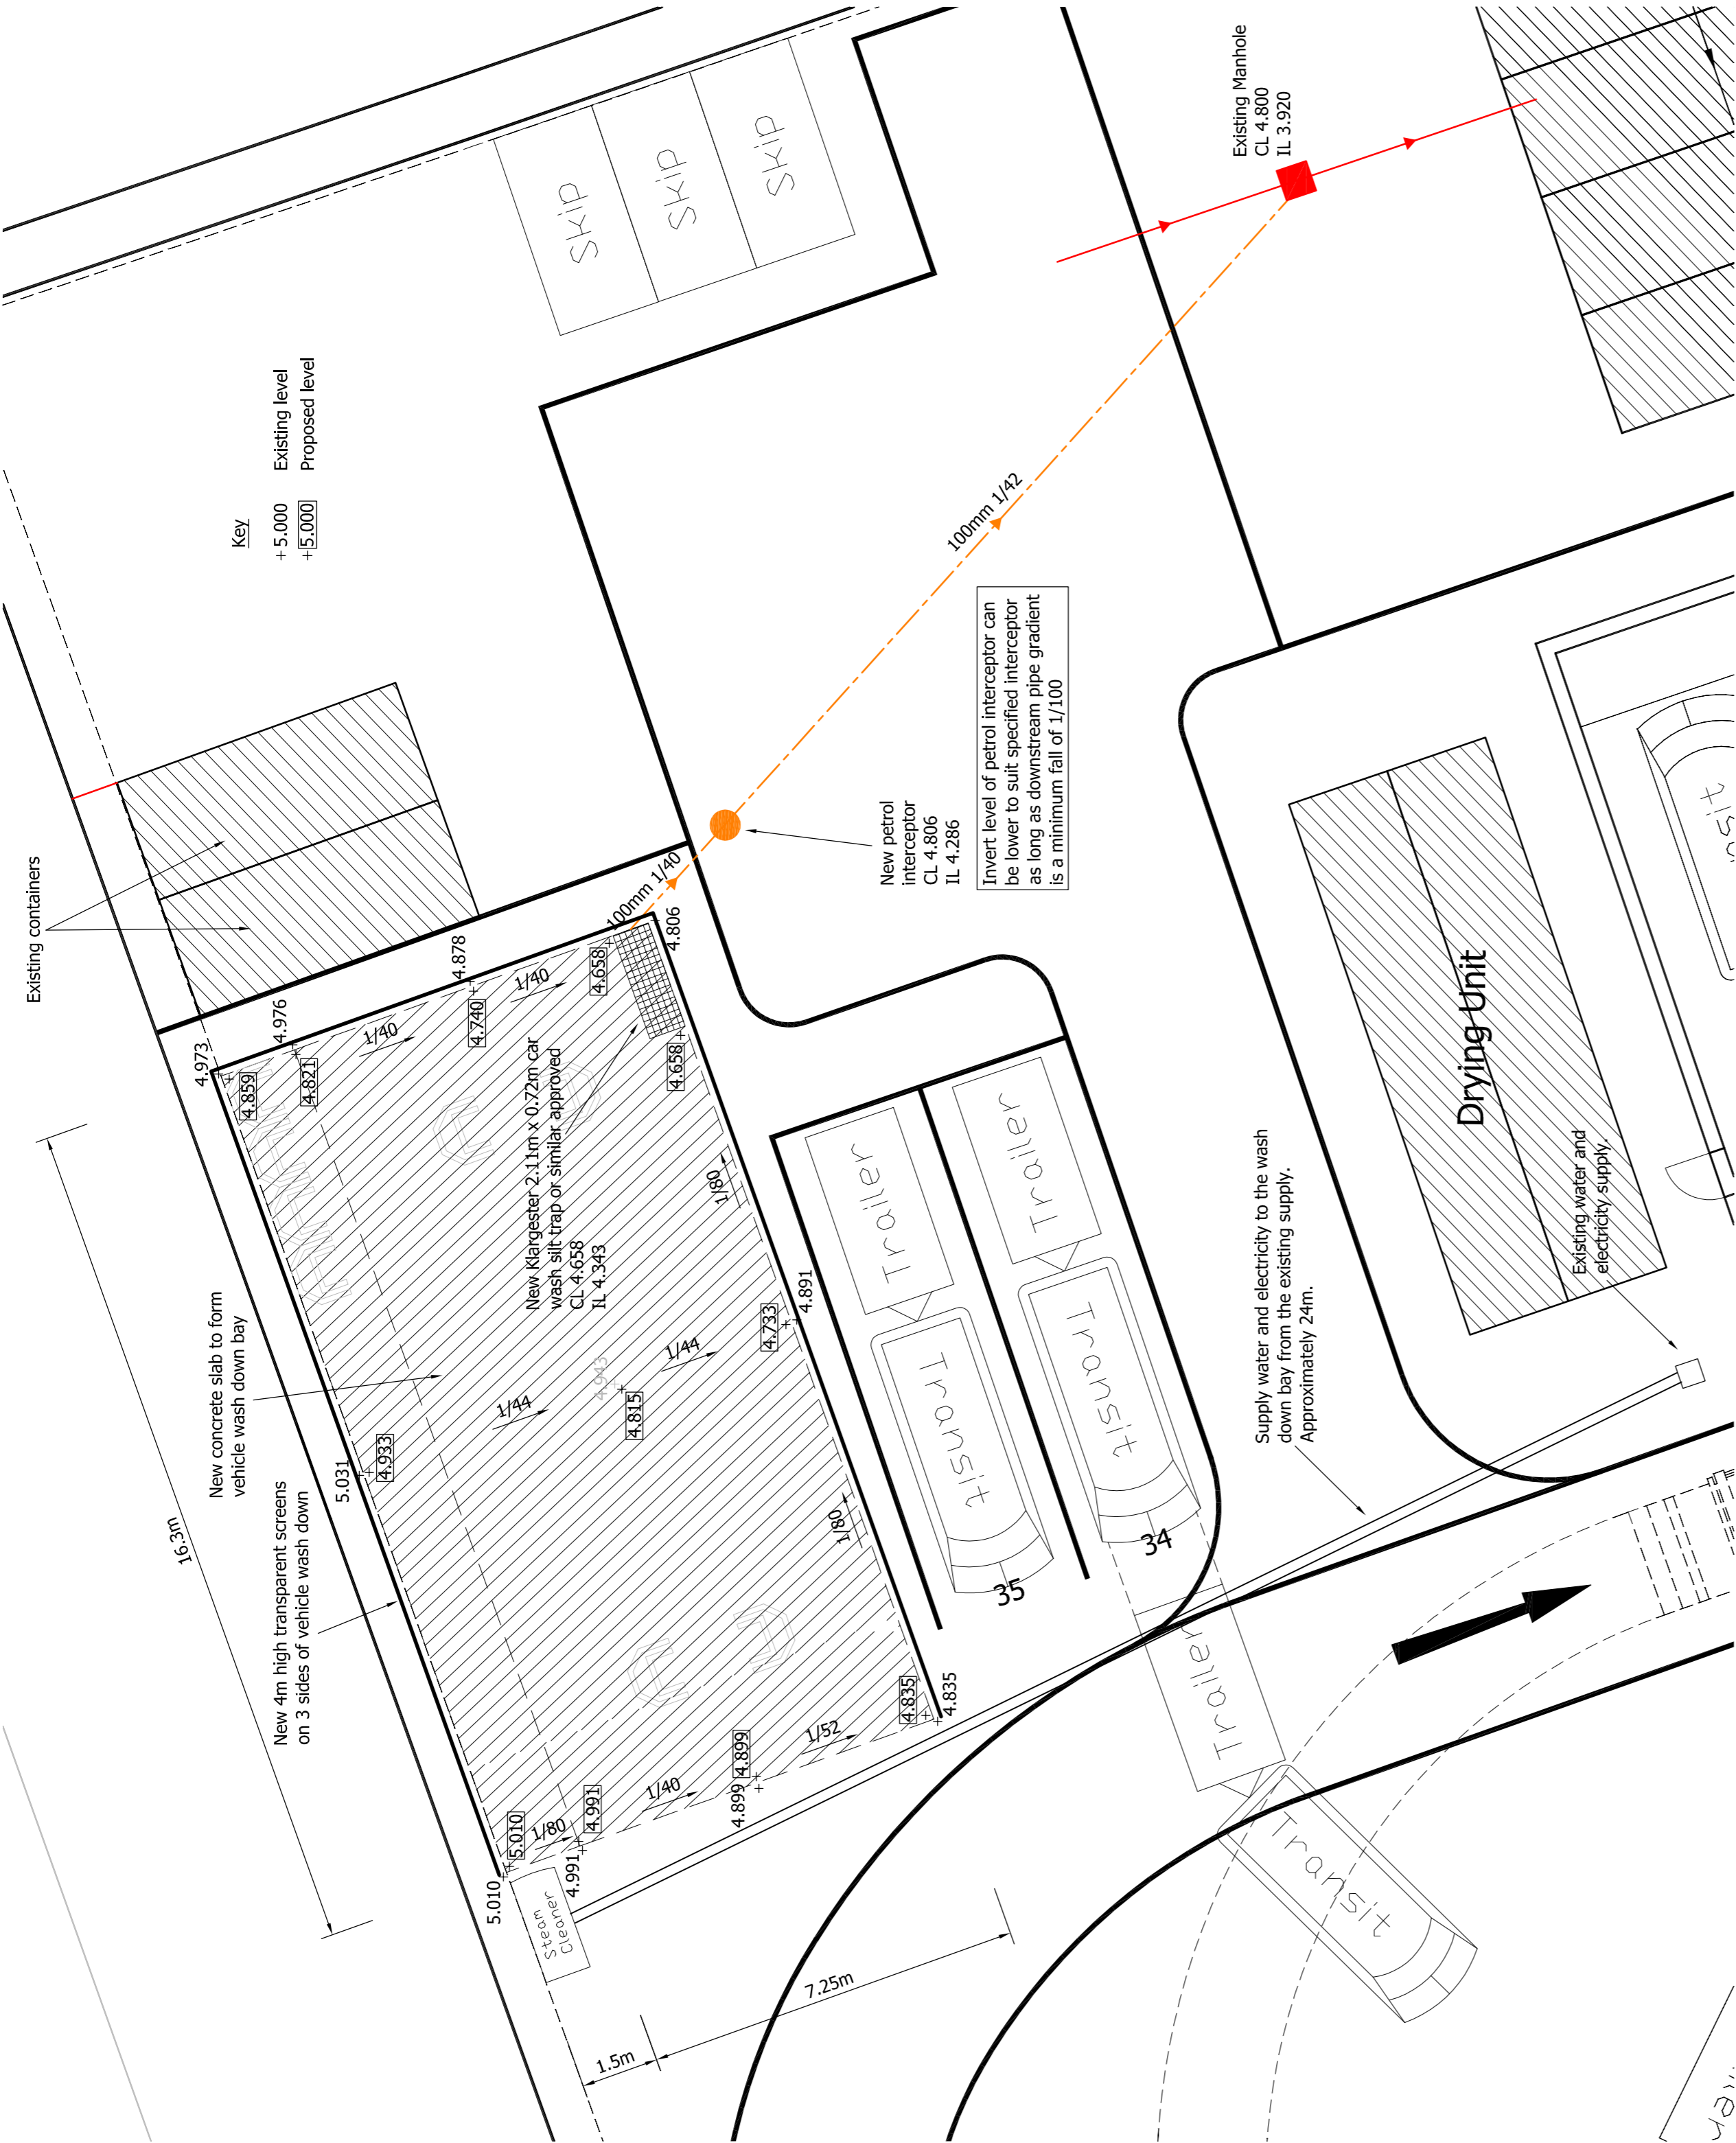 Existing containers
Key
+ 5.000 Existing level
+ 5.000 Proposed level
Skip
Skip
Skip
Existing Manhole
CL 4.800
IL 3.920
100mm 1/42
100mm 1/40
New petrol
interceptor
CL 4.806
IL 4.286
Invert level of petrol interceptor can
be lower to suit specified interceptor
as long as downstream pipe gradient
is a minimum fall of 1/100
16.3m
New concrete slab to form
vehicle wash down bay
New 4m high transparent screens
on 3 sides of vehicle wash down
4.973
4.859
4.976
4.821
1/40
4.878
4.740
1/40
4.658
4.806
4.658
New Klargester 2.11m x 0.72m car
wash silt trap or similar approved
CL 4.658
IL 4.343
1/80
5.031
4.933
1/44
4.943
4.815
1/44
4.733
4.891
1/80
5.010
5.010
1/80
4.991
4.991
1/40
4.899
4.899
1/52
4.835
4.835
Steam
Cleaner
1.5m
7.25m
Trailer
Transit
35
Trailer
Transit
34
Trailer
Transit
Supply water and electricity to the wash
down bay from the existing supply.
Approximately 24m.
Drying Unit
Existing water and
electricity supply.